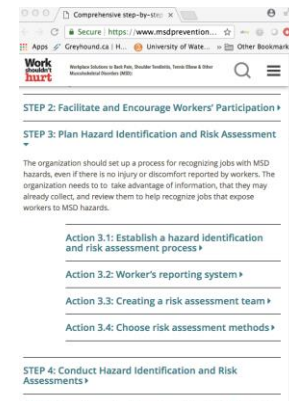 Comprehensive step-by-step
Secure https://www.msdprevention...
Apps Greyhound.ca | H... University of Wate... » Other Bookmark
Work shouldn't hurt
Workplace Solutions to Back Pain, Shoulder Tendinitis, Tennis Elbow & Other
Musculoskeletal Disorders (MSD).
STEP 2: Facilitate and Encourage Workers' Participation
STEP 3: Plan Hazard Identification and Risk Assessment
The organization should set up a process for recognizing jobs with MSD
hazards, even if there is no injury or discomfort reported by workers. The
organization needs to to take advantage of information, that they may
already collect, and review them to help recognize jobs that expose
workers to MSD hazards.
Action 3.1: Establish a hazard identification
and risk assessment process
Action 3.2: Worker's reporting system
Action 3.3: Creating a risk assessment team
Action 3.4: Choose risk assessment methods
STEP 4: Conduct Hazard Identification and Risk
Assessments